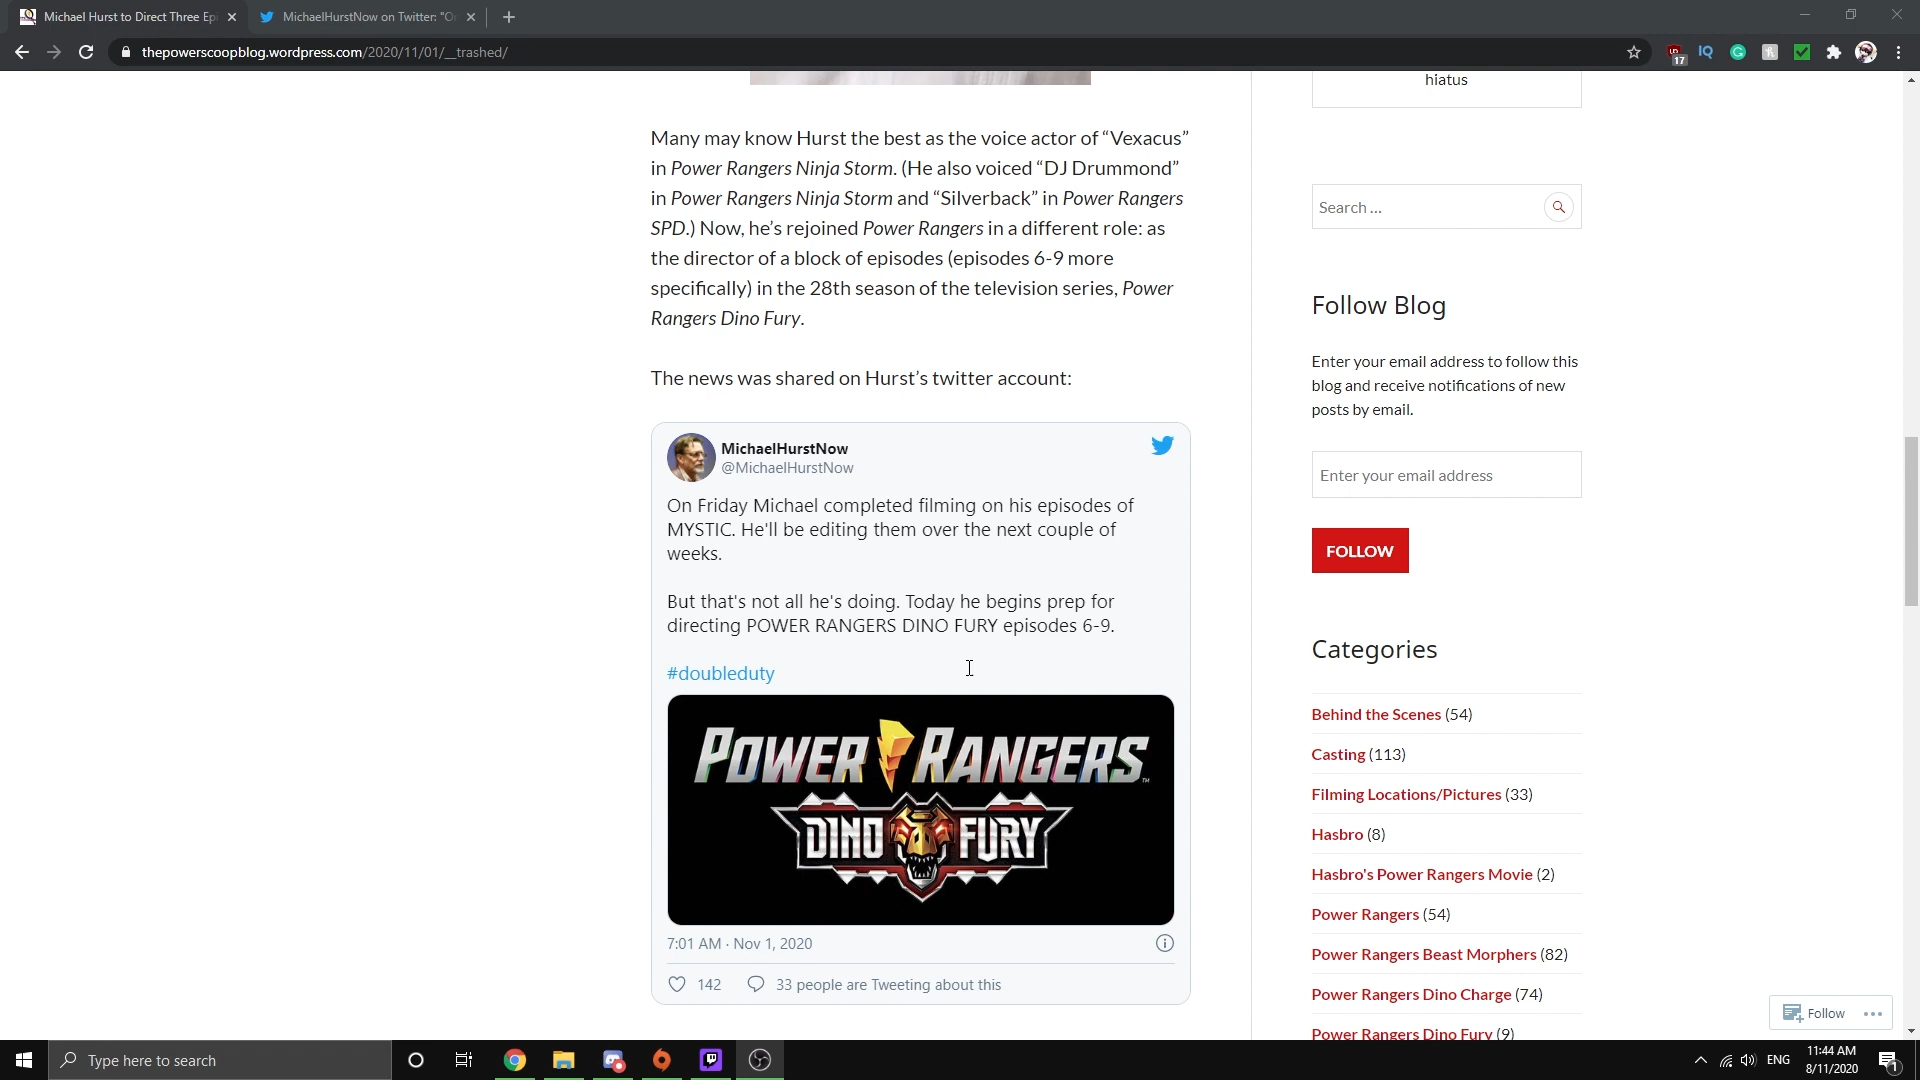 Michael Hurst to Direct Three Ep
MichaelHurstNow on Twitter: "O
thepowerscoopblog.wordpress.com/2020/11/01/__trashed/
17
IQ
Many may know Hurst the best as the voice actor of “Vexacus”
in Power Rangers Ninja Storm. (He also voiced “DJ Drummond”
in Power Rangers Ninja Storm and “Silverback” in Power Rangers
SPD.) Now, he’s rejoined Power Rangers in a different role: as
the director of a block of episodes (episodes 6-9 more
specifically) in the 28th season of the television series, Power
Rangers Dino Fury.
The news was shared on Hurst’s twitter account:
MichaelHurstNow
@MichaelHurstNow
On Friday Michael completed filming on his episodes of
MYSTIC. He'll be editing them over the next couple of
weeks.
But that's not all he's doing. Today he begins prep for
directing POWER RANGERS DINO FURY episodes 6-9.
#doubleduty
POWER RANGERS
DINO FURY
7:01 AM · Nov 1, 2020
142
33 people are Tweeting about this
hiatus
Search ...
Follow Blog
Enter your email address to follow this
blog and receive notifications of new
posts by email.
Enter your email address
FOLLOW
Categories
Behind the Scenes (54)
Casting (113)
Filming Locations/Pictures (33)
Hasbro (8)
Hasbro's Power Rangers Movie (2)
Power Rangers (54)
Power Rangers Beast Morphers (82)
Power Rangers Dino Charge (74)
Power Rangers Dino Fury (9)
Follow
Type here to search
ENG
11:44 AM
8/11/2020
1